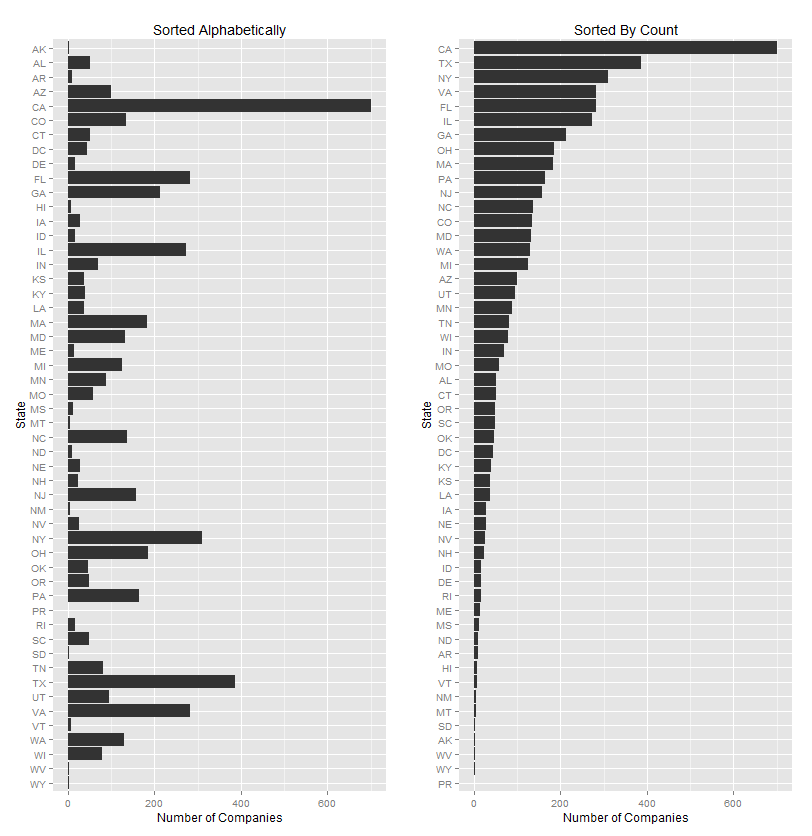 Sorted Alphabetically
AK
AL
AR
AZ
CA
CO
CT
DC
DE
FL
GA
HI
IA
ID
IL
IN
KS
KY
LA
MA
MD
ME
MI
MN
MO
MS
MT
NC
ND
NE
NH
NJ
NM
NV
NY
OH
OK
OR
PA
PR
RI
SC
SD
TN
TX
UT
VA
VT
WA
WI
WV
WY
State
0 200 400 600
Number of Companies
Sorted By Count
CA
TX
NY
VA
FL
IL
GA
OH
MA
PA
NJ
NC
CO
MD
WA
MI
AZ
UT
MN
TN
WI
IN
MO
AL
CT
OR
SC
OK
DC
KY
KS
LA
IA
NE
NV
NH
ID
DE
RI
ME
MS
ND
AR
HI
VT
NM
MT
SD
AK
WV
WY
PR
State
0 200 400 600
Number of Companies